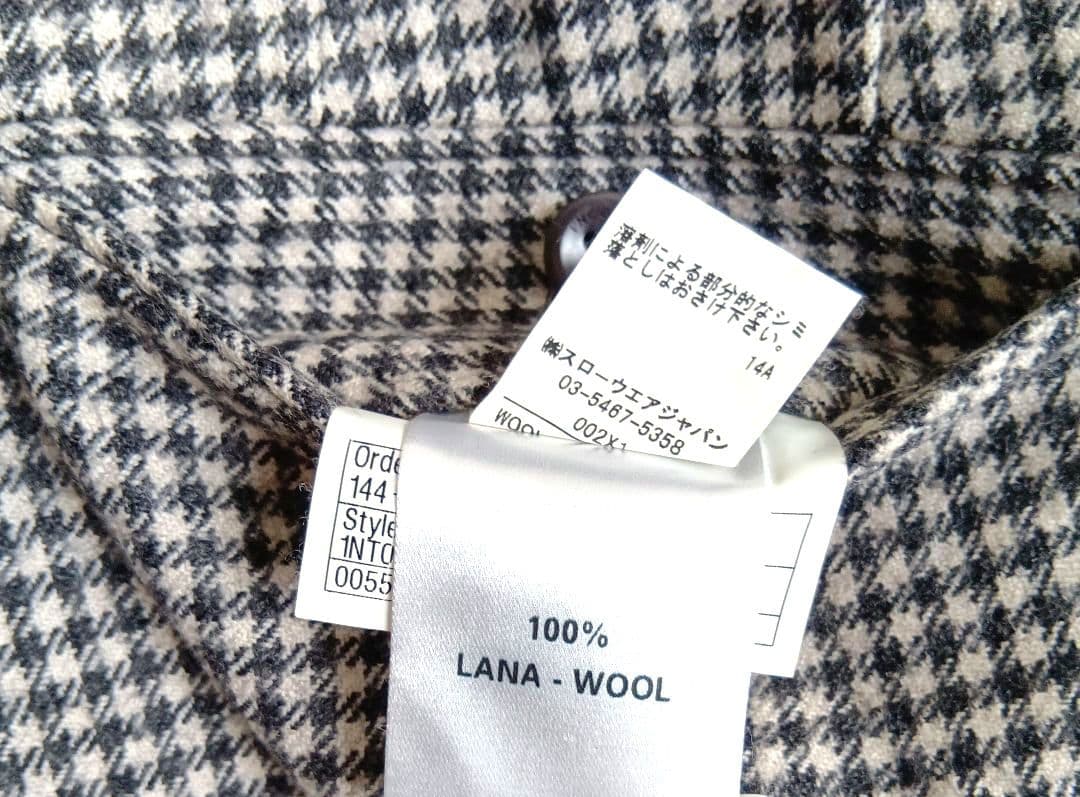 溶剤による部分的なシミ
落としはおさけ下さい。
14A
㈱スローウエアジャパン
03-5467-5358
002X1
WOOL
Orde
144 -
Style
1NT0
0055
100%
LANA - WOOL